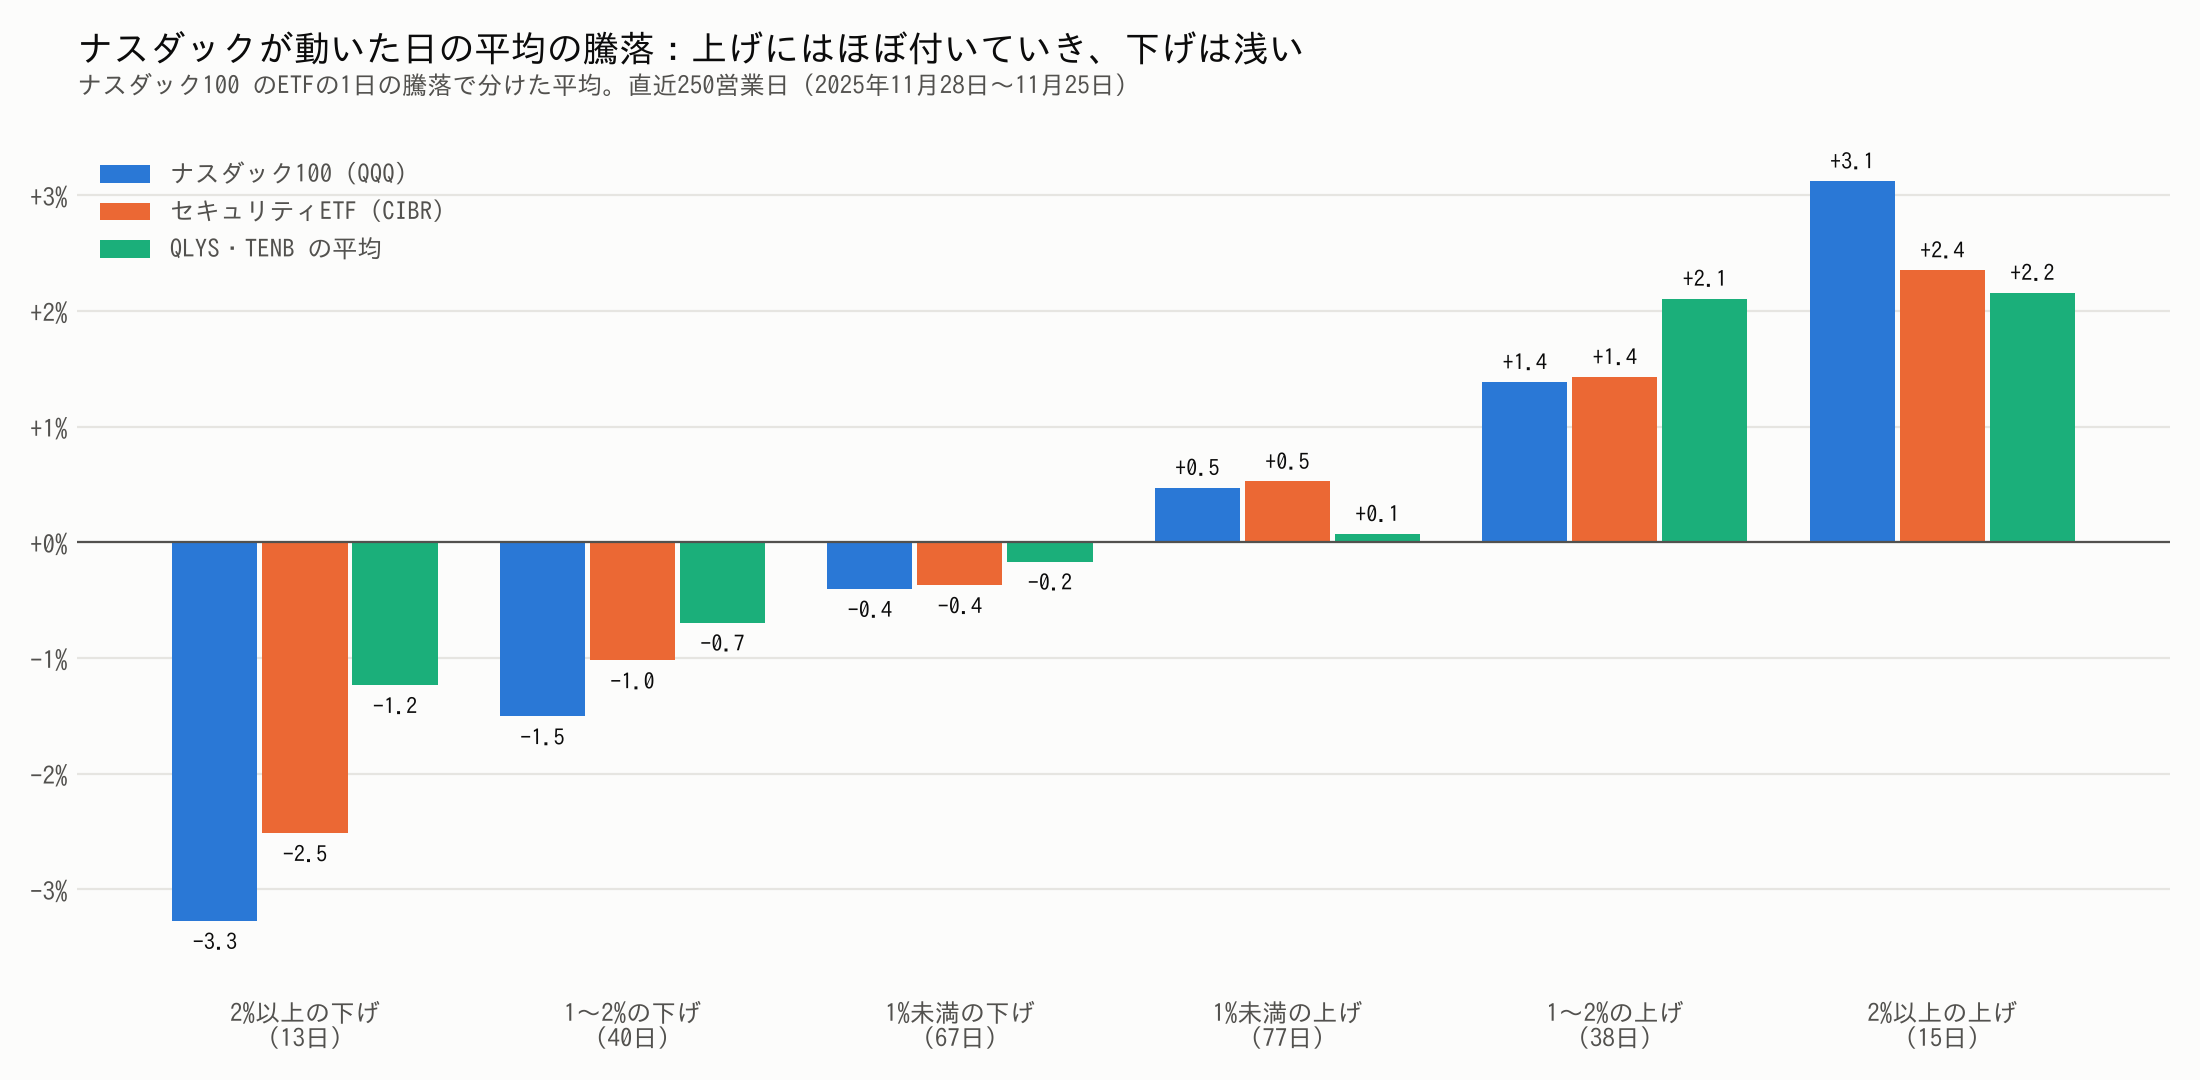 ナスダックが動いた日の平均の騰落：上げにはほぼ付いていき、下げは浅い
ナスダック100 のETFの1日の騰落で分けた平均。直近250営業日（2025年11月28日〜11月25日）
ナスダック100（QQQ）
セキュリティETF（CIBR）
QLYS・TENB の平均
+3%
+2%
+1%
+0%
−1%
−2%
−3%
−3.3
−2.5
−1.2
−1.5
−1.0
−0.7
−0.4
−0.4
−0.2
+0.5
+0.5
+0.1
+1.4
+1.4
+2.1
+3.1
+2.4
+2.2
2%以上の下げ
（13日）
1〜2%の下げ
（40日）
1%未満の下げ
（67日）
1%未満の上げ
（77日）
1〜2%の上げ
（38日）
2%以上の上げ
（15日）